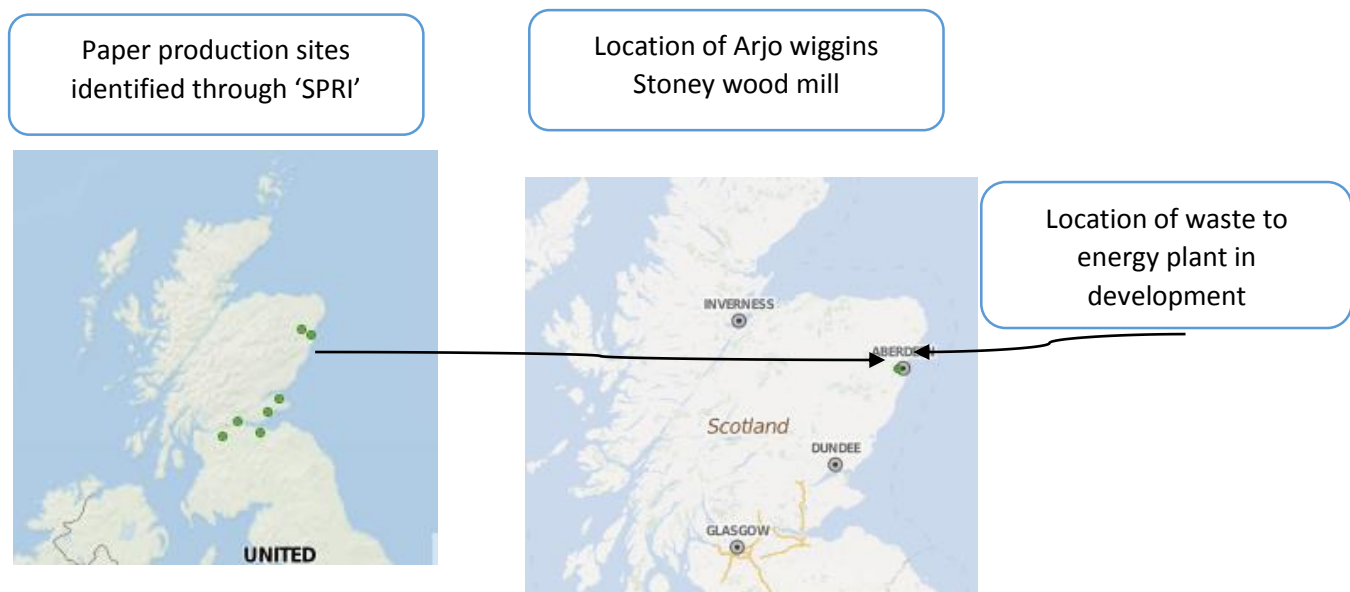 Paper production sites
identified through ‘SPRI’
Location of Arjo wiggins
Stoney wood mill
Location of waste to
energy plant in
development
UNITED
INVERNESS
ABERDEEN
Scotland
DUNDEE
GLASGOW